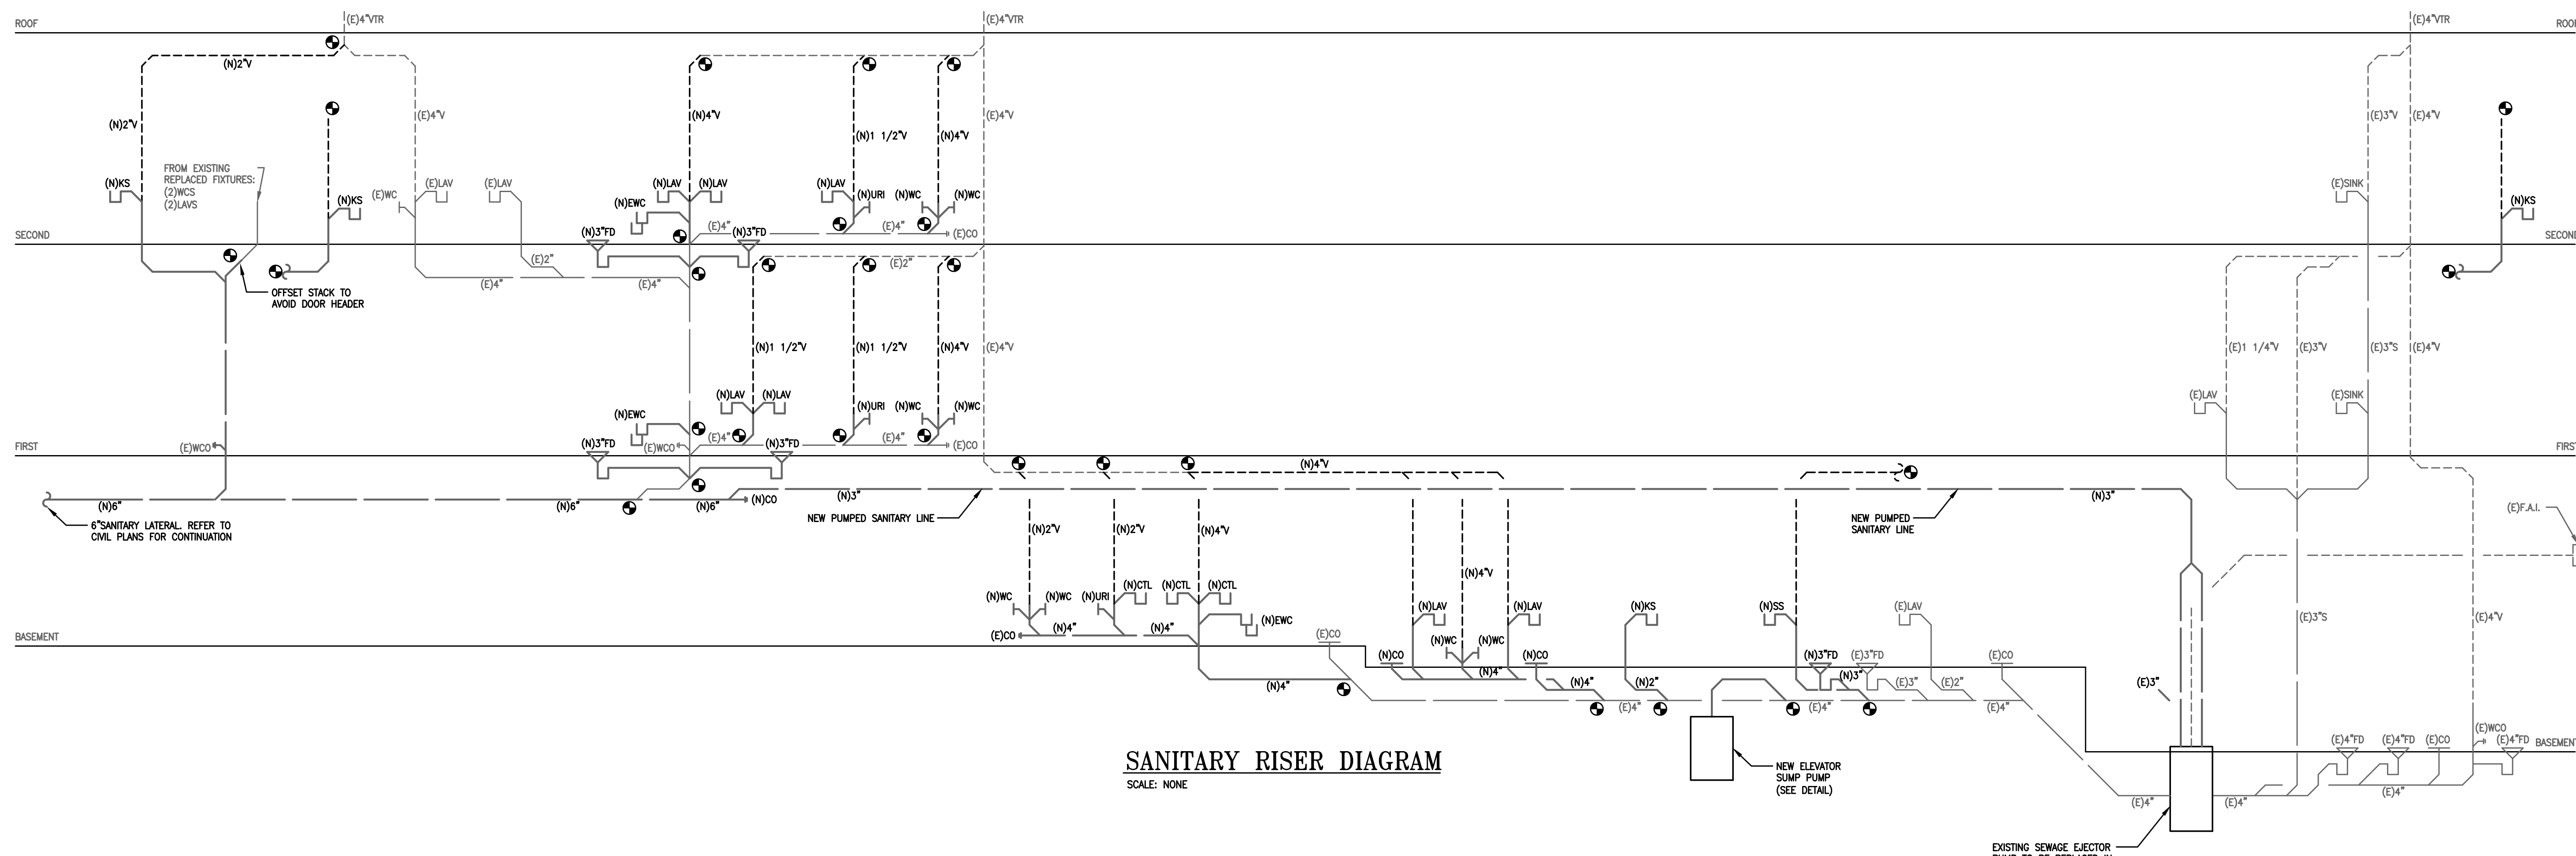 ROOF
(E)4"VTR
(E)4"VTR
(E)4"VTR
ROOF
(N)2"V
(N)2"V
(E)4"V
(N)4"V
(N)1 1/2"V
(N)4"V
(E)4"V
(E)3"V
(E)4"V
FROM EXISTING
REPLACED FIXTURES:
(2)WCS
(2)LAVS
(N)KS
(N)KS
(E)WC
(E)LAV
(E)LAV
(N)LAV
(N)LAV
(N)EWC
(N)LAV
(N)URI
(N)WC
(N)WC
(E)SINK
(N)KS
(E)4"
(E)4"
(E)CO
SECOND
(N)3"FD
(N)3"FD
SECOND
(E)2"
(E)2"
(E)4"
(E)4"
OFFSET STACK TO
AVOID DOOR HEADER
(N)1 1/2"V
(N)1 1/2"V
(N)4"V
(E)4"V
(E)1 1/4"V
(E)3"V
(E)3"S
(E)4"V
(N)LAV
(N)LAV
(N)EWC
(N)URI
(N)WC
(N)WC
(E)LAV
(E)SINK
FIRST
(E)WCO
(N)3"FD
(E)WCO
(E)4"
(N)3"FD
(E)4"
(E)CO
FIRST
(N)4"V
(N)6"
(N)6"
(N)6"
(N)CO
(N)3"
(N)3"
6"SANITARY LATERAL. REFER TO
CIVIL PLANS FOR CONTINUATION
NEW PUMPED SANITARY LINE
NEW PUMPED
SANITARY LINE
(E)F.A.I.
(N)2"V
(N)2"V
(N)4"V
(N)4"V
(N)WC
(N)WC
(N)URI
(N)CTL
(N)CTL
(N)CTL
(N)EWC
(N)LAV
(N)LAV
(N)KS
(N)SS
(E)LAV
(E)3"S
(E)4"V
BASEMENT
(E)CO
(N)4"
(N)4"
(E)CO
(N)CO
(N)WC
(N)WC
(N)CO
(N)3"FD
(E)3"FD
(E)CO
(N)4"
(N)4"
(N)4"
(N)2"
(N)3"
(E)3"
(E)2"
(E)3"
(E)4"
(E)4"
(E)4"
(E)WCO
(E)4"FD
(E)4"FD
(E)CO
(E)4"FD
BASEMENT
SANITARY RISER DIAGRAM
SCALE: NONE
NEW ELEVATOR
SUMP PUMP
(SEE DETAIL)
(E)4"
(E)4"
(E)4"
EXISTING SEWAGE EJECTOR